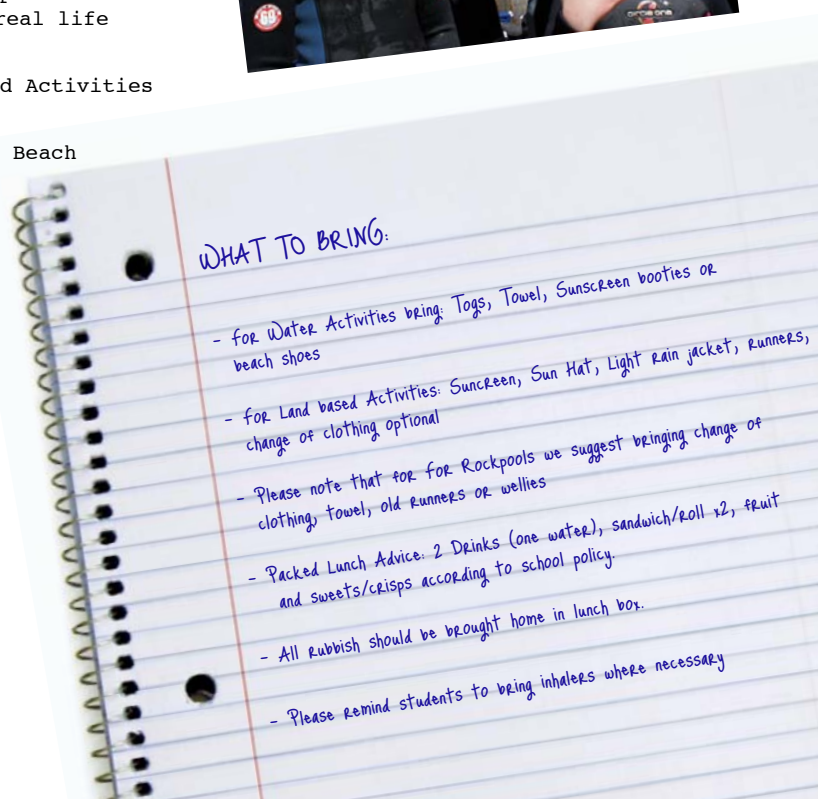 real life
d Activities
Beach
69
circle one
WHAT TO BRING:
- for Water Activities bring: Togs, Towel, Sunscreen booties or
beach shoes
- for Land based Activities: Suncreen, Sun Hat, Light Rain jacket, Runners,
change of clothing optional
- Please note that for for Rockpools we suggest bringing change of
clothing, towel, old runners or wellies
- Packed Lunch Advice: 2 Drinks (one water), sandwich/Roll x2, fruit
and sweets/crisps according to school policy.
- All Rubbish should be brought home in lunch box.
- Please remind students to bring inhalers where necessary